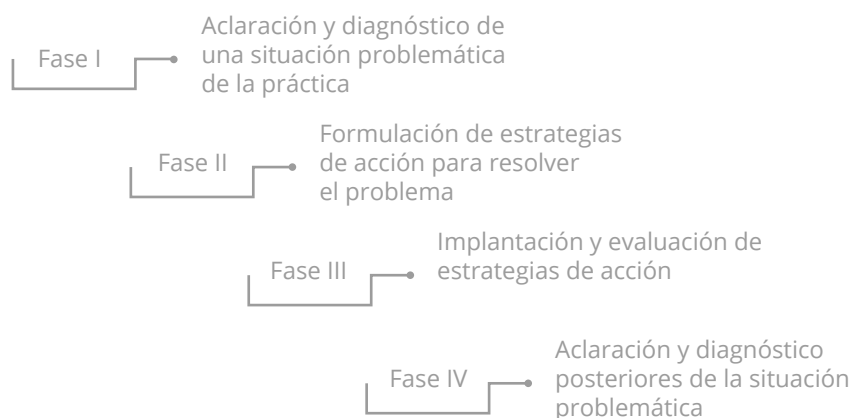 Fase I
Aclaración y diagnóstico de
una situación problemática
de la práctica
Fase II
Formulación de estrategias
de acción para resolver
el problema
Fase III
Implantación y evaluación de
estrategias de acción
Fase IV
Aclaración y diagnóstico
posteriores de la situación
problemática